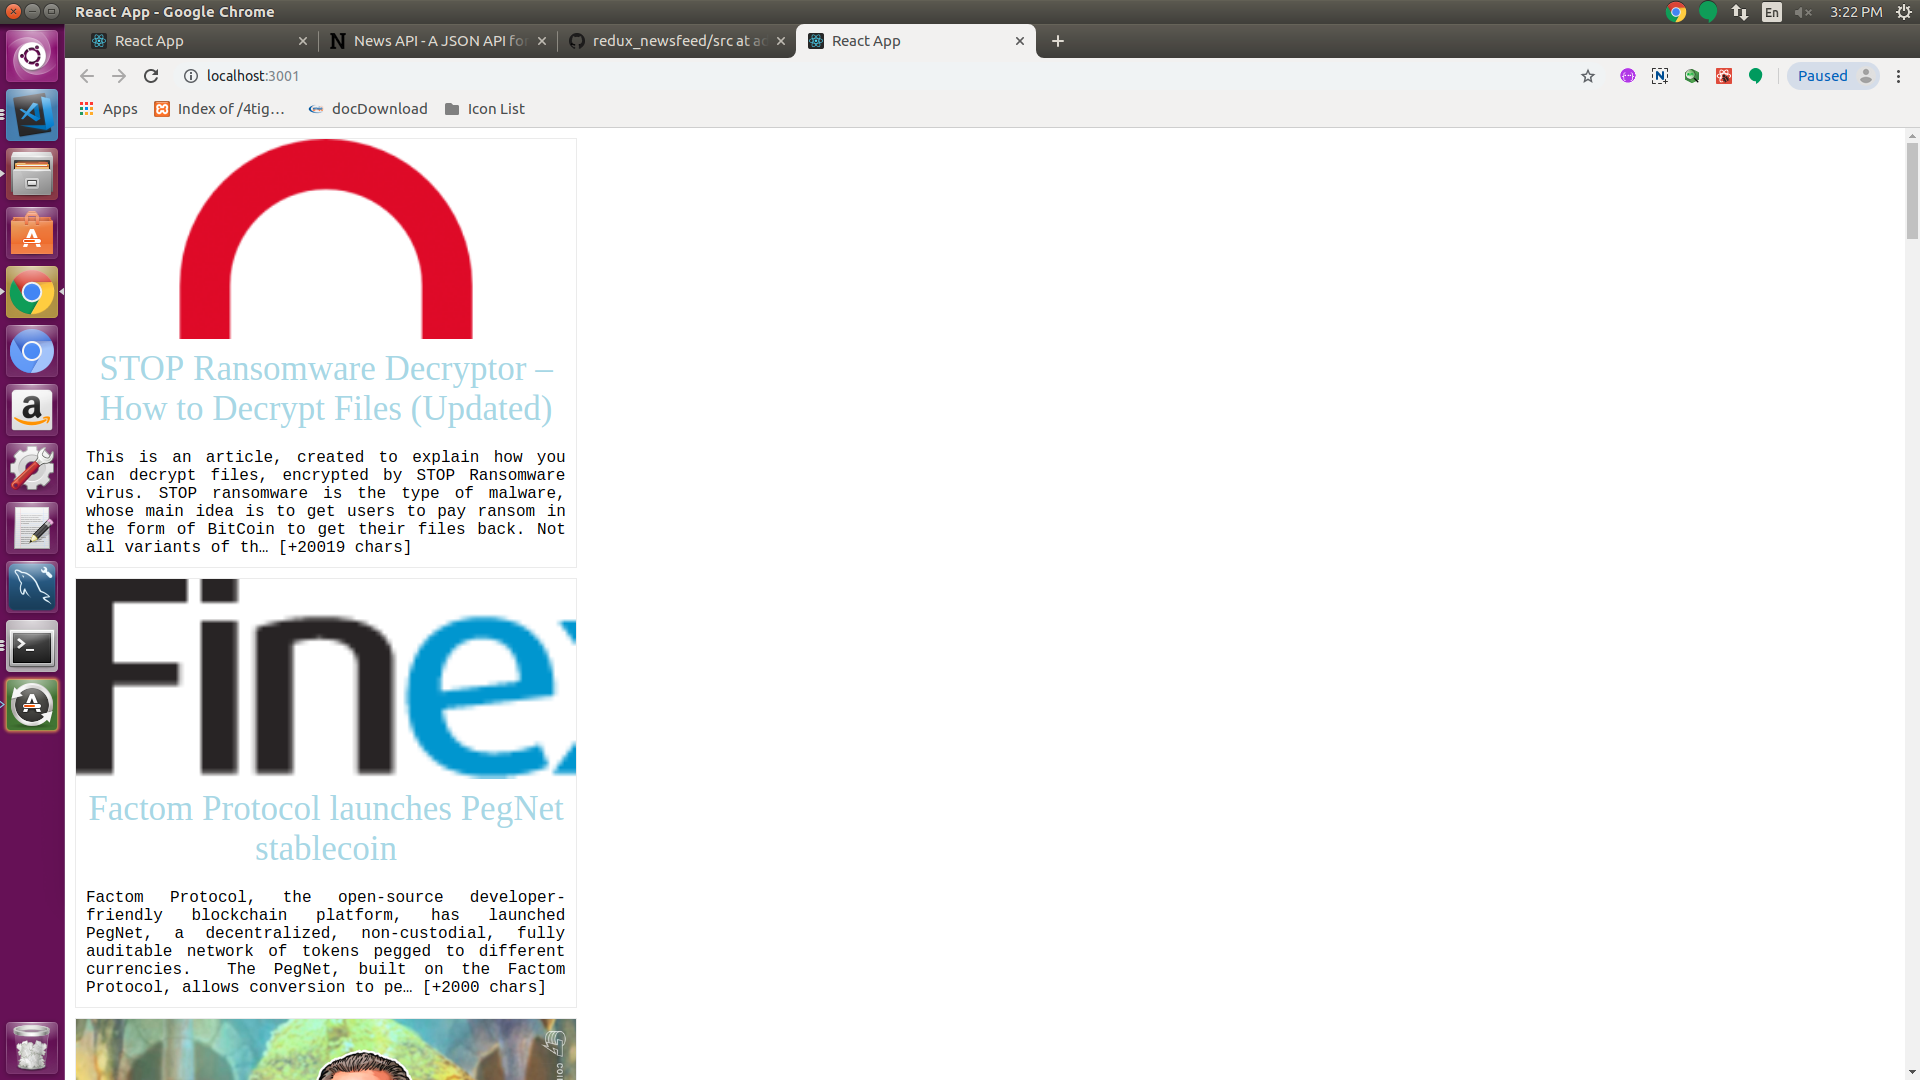 React App - Google Chrome
En
3:22 PM
React App
News API - A JSON API fo
redux_newsfeed/src at a
React App
localhost:3001
Paused
Apps
Index of /4tig…
docDownload
Icon List
STOP Ransomware Decryptor –
How to Decrypt Files (Updated)
This is an article, created to explain how you
can decrypt files, encrypted by STOP Ransomware
virus. STOP ransomware is the type of malware,
whose main idea is to get users to pay ransom in
the form of BitCoin to get their files back. Not
all variants of th… [+20019 chars]
Fine
Factom Protocol launches PegNet
stablecoin
Factom Protocol, the open-source developer-
friendly blockchain platform, has launched
PegNet, a decentralized, non-custodial, fully
auditable network of tokens pegged to different
currencies. The PegNet, built on the Factom
Protocol, allows conversion to pe… [+2000 chars]